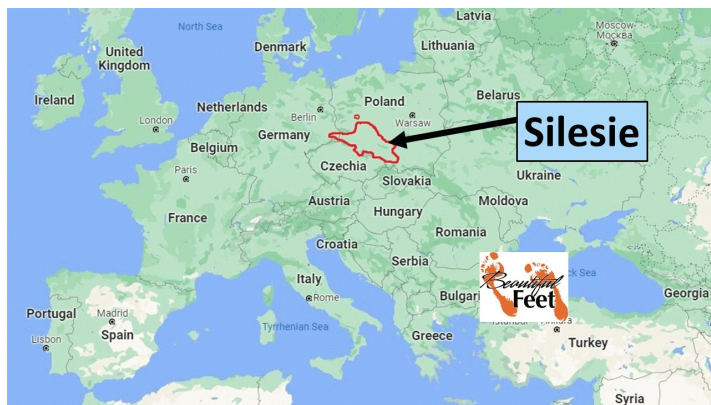 North Sea
Latvia
Moscow
Москва
Denmark
Lithuania
United
Kingdom
Ireland
Netherlands
Berlin
Poland
Belarus
London
Warsaw
Silesie
Germany
Belgium
Czechia
Paris
Slovakia
Ukraine
Austria
Hungary
Moldova
France
Romania
Croatia
Serbia
Beautiful
Feet
ck Sea
Italy
Rome
Bulgari
Georgia
Portugal
Madrid
Spain
Lisbon
Tyrrhenian Sea
Greece
Turkey
Syria